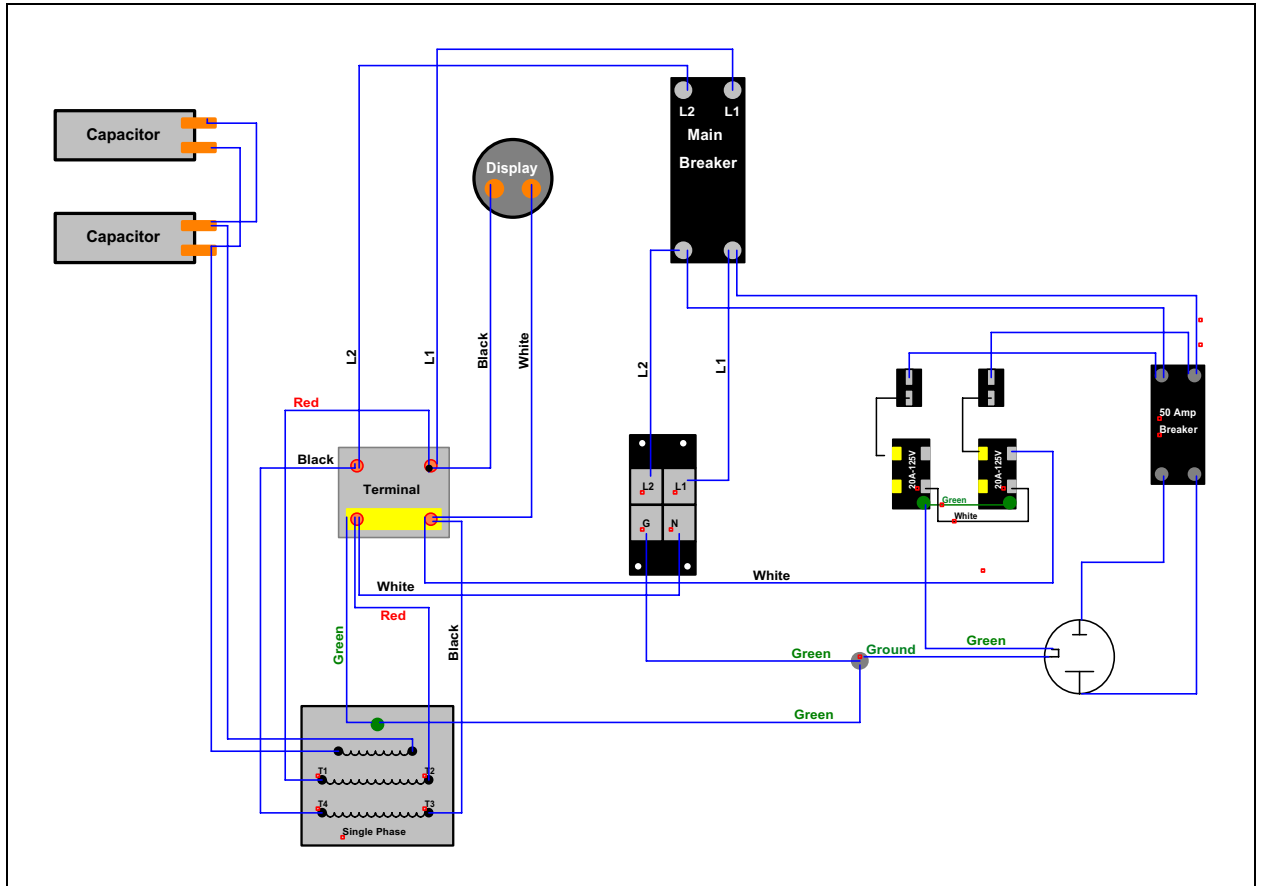 L2 L1
Main
Breaker
Capacitor
Display
Capacitor
L2
L1
Black
White
L2
L1
Red
50 Amp
Breaker
Black
Terminal
20A-125V
20A-125V
L2 L1
Green
White
G N
White
White
Red
Green
Black
Green
Ground
Green
Green
T1 T2
T4 T3
Single Phase